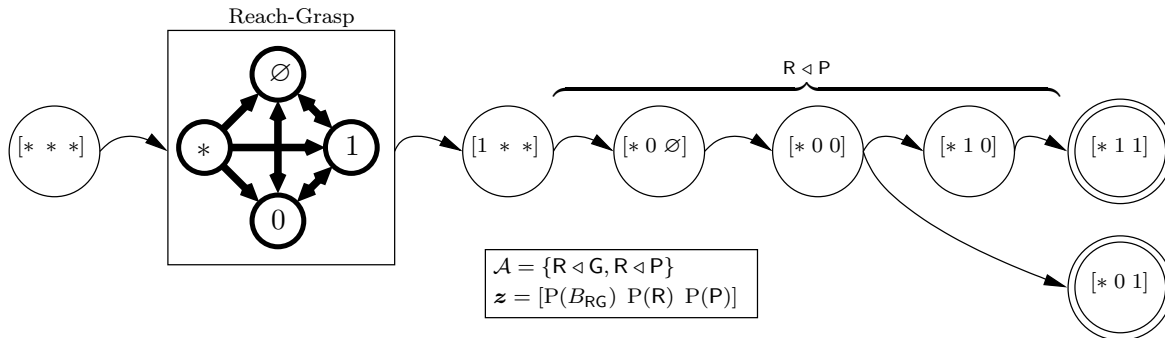 Reach-Grasp
∅
* 1
0
R ◁ P
[* * *] [1 * *] [* 0 ∅] [* 0 0] [* 1 0] [* 1 1]
[* 0 1]
𝒜 = {R ◁ G, R ◁ P}
𝒛 = [P(B_RG) P(R) P(P)]